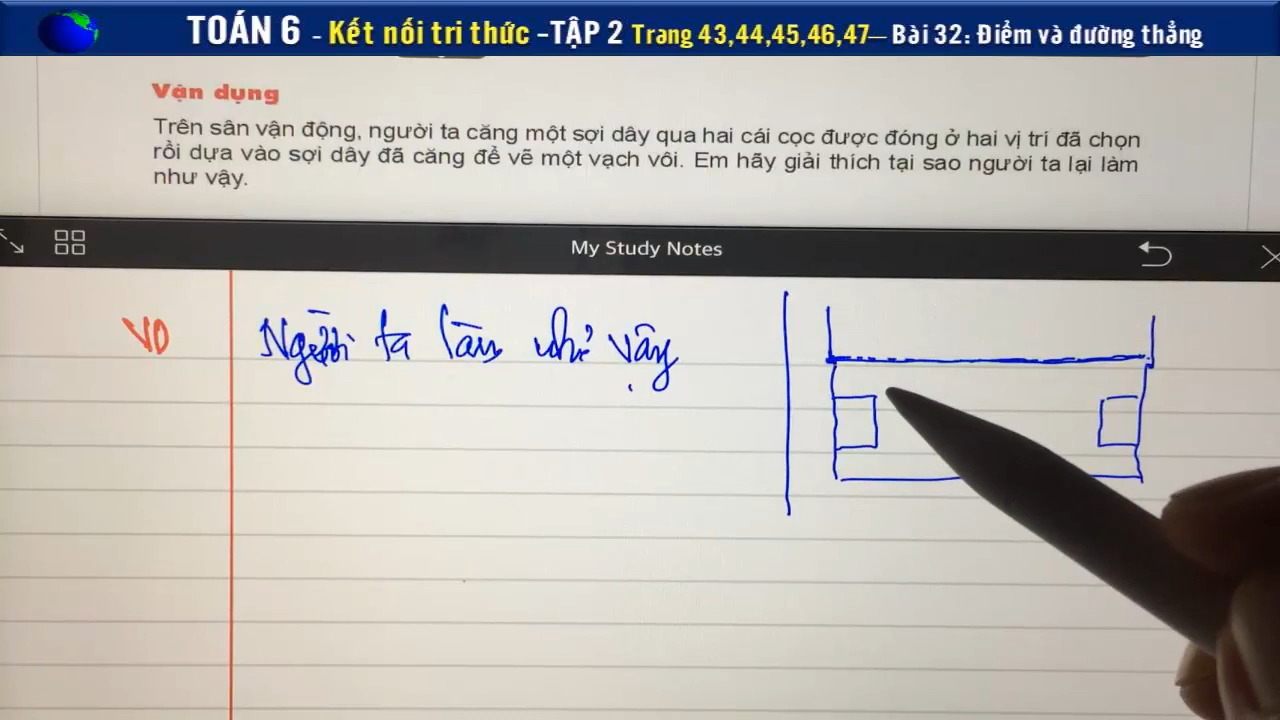 TOÁN 6 - Kết nối tri thức -TẬP 2 Trang 43,44,45,46,47– Bài 32: Điểm và đường thẳng
Vận dụng
Trên sân vận động, người ta căng một sợi dây qua hai cái cọc được đóng ở hai vị trí đã chọn
rồi dựa vào sợi dây đã căng để vẽ một vạch vôi. Em hãy giải thích tại sao người ta lại làm
như vậy.
My Study Notes
VD
Người ta làm như vậy